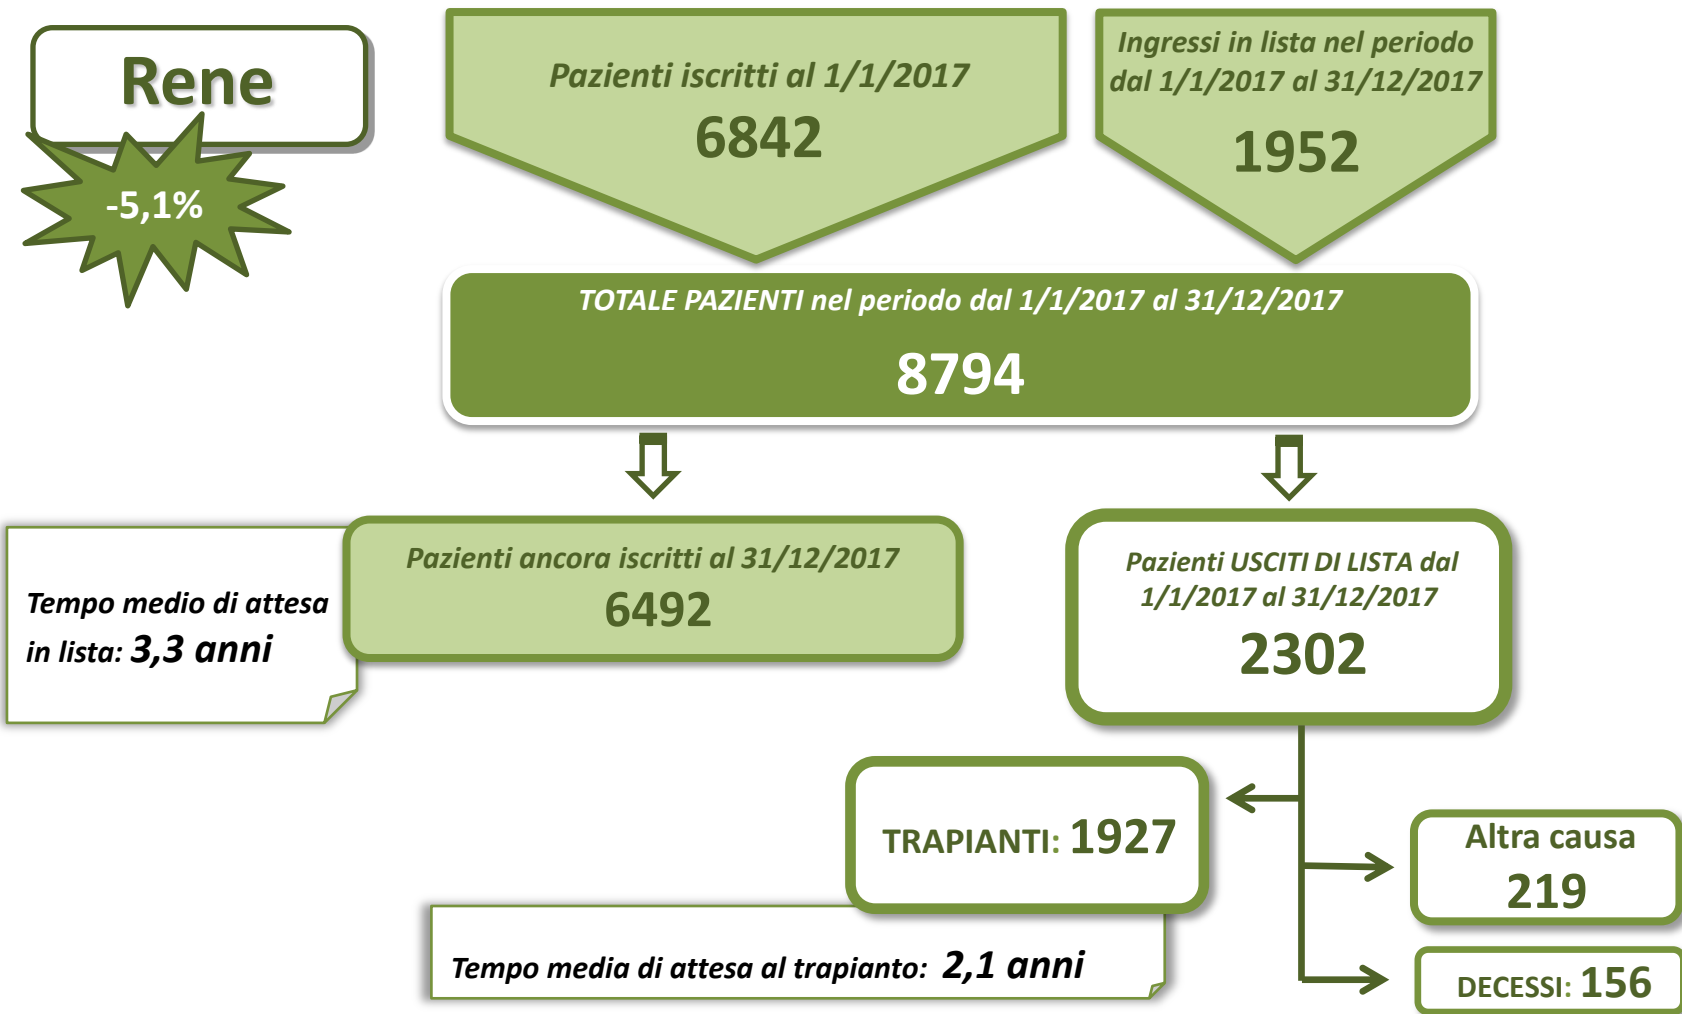 Rene
-5,1%
Pazienti iscritti al 1/1/2017
6842
Ingressi in lista nel periodo
dal 1/1/2017 al 31/12/2017
1952
TOTALE PAZIENTI nel periodo dal 1/1/2017 al 31/12/2017
8794
Pazienti ancora iscritti al 31/12/2017
6492
Tempo medio di attesa
in lista: 3,3 anni
Pazienti USCITI DI LISTA dal
1/1/2017 al 31/12/2017
2302
TRAPIANTI: 1927
Tempo media di attesa al trapianto: 2,1 anni
Altra causa
219
DECESSI: 156